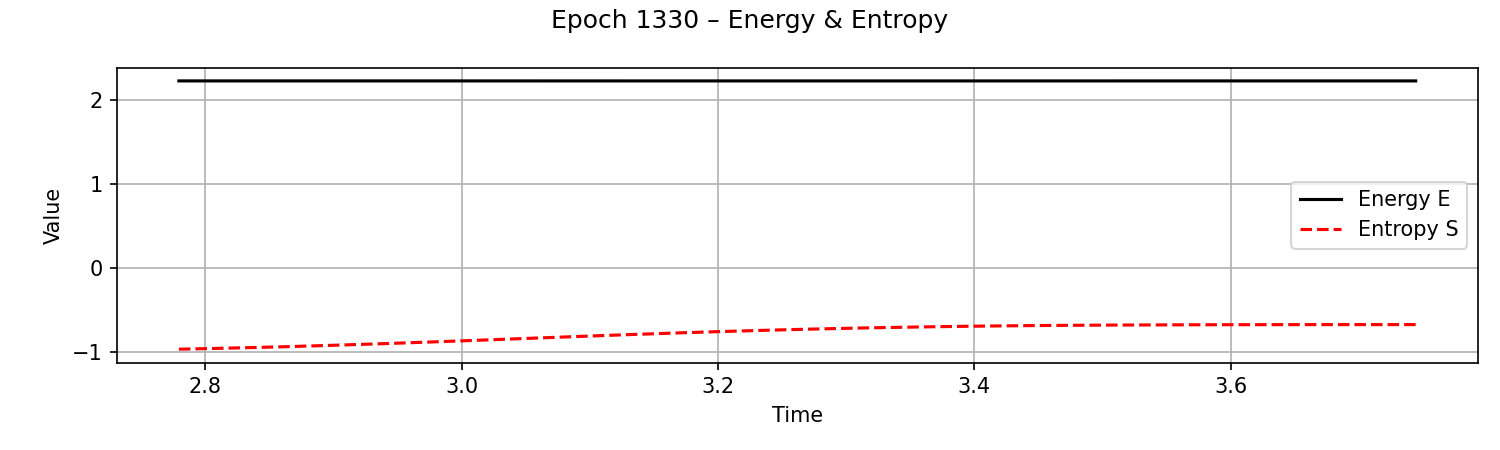 Epoch 1330 – Energy & Entropy
Value
2
1
0
−1
Energy E
Entropy S
2.8 3.0 3.2 3.4 3.6
Time